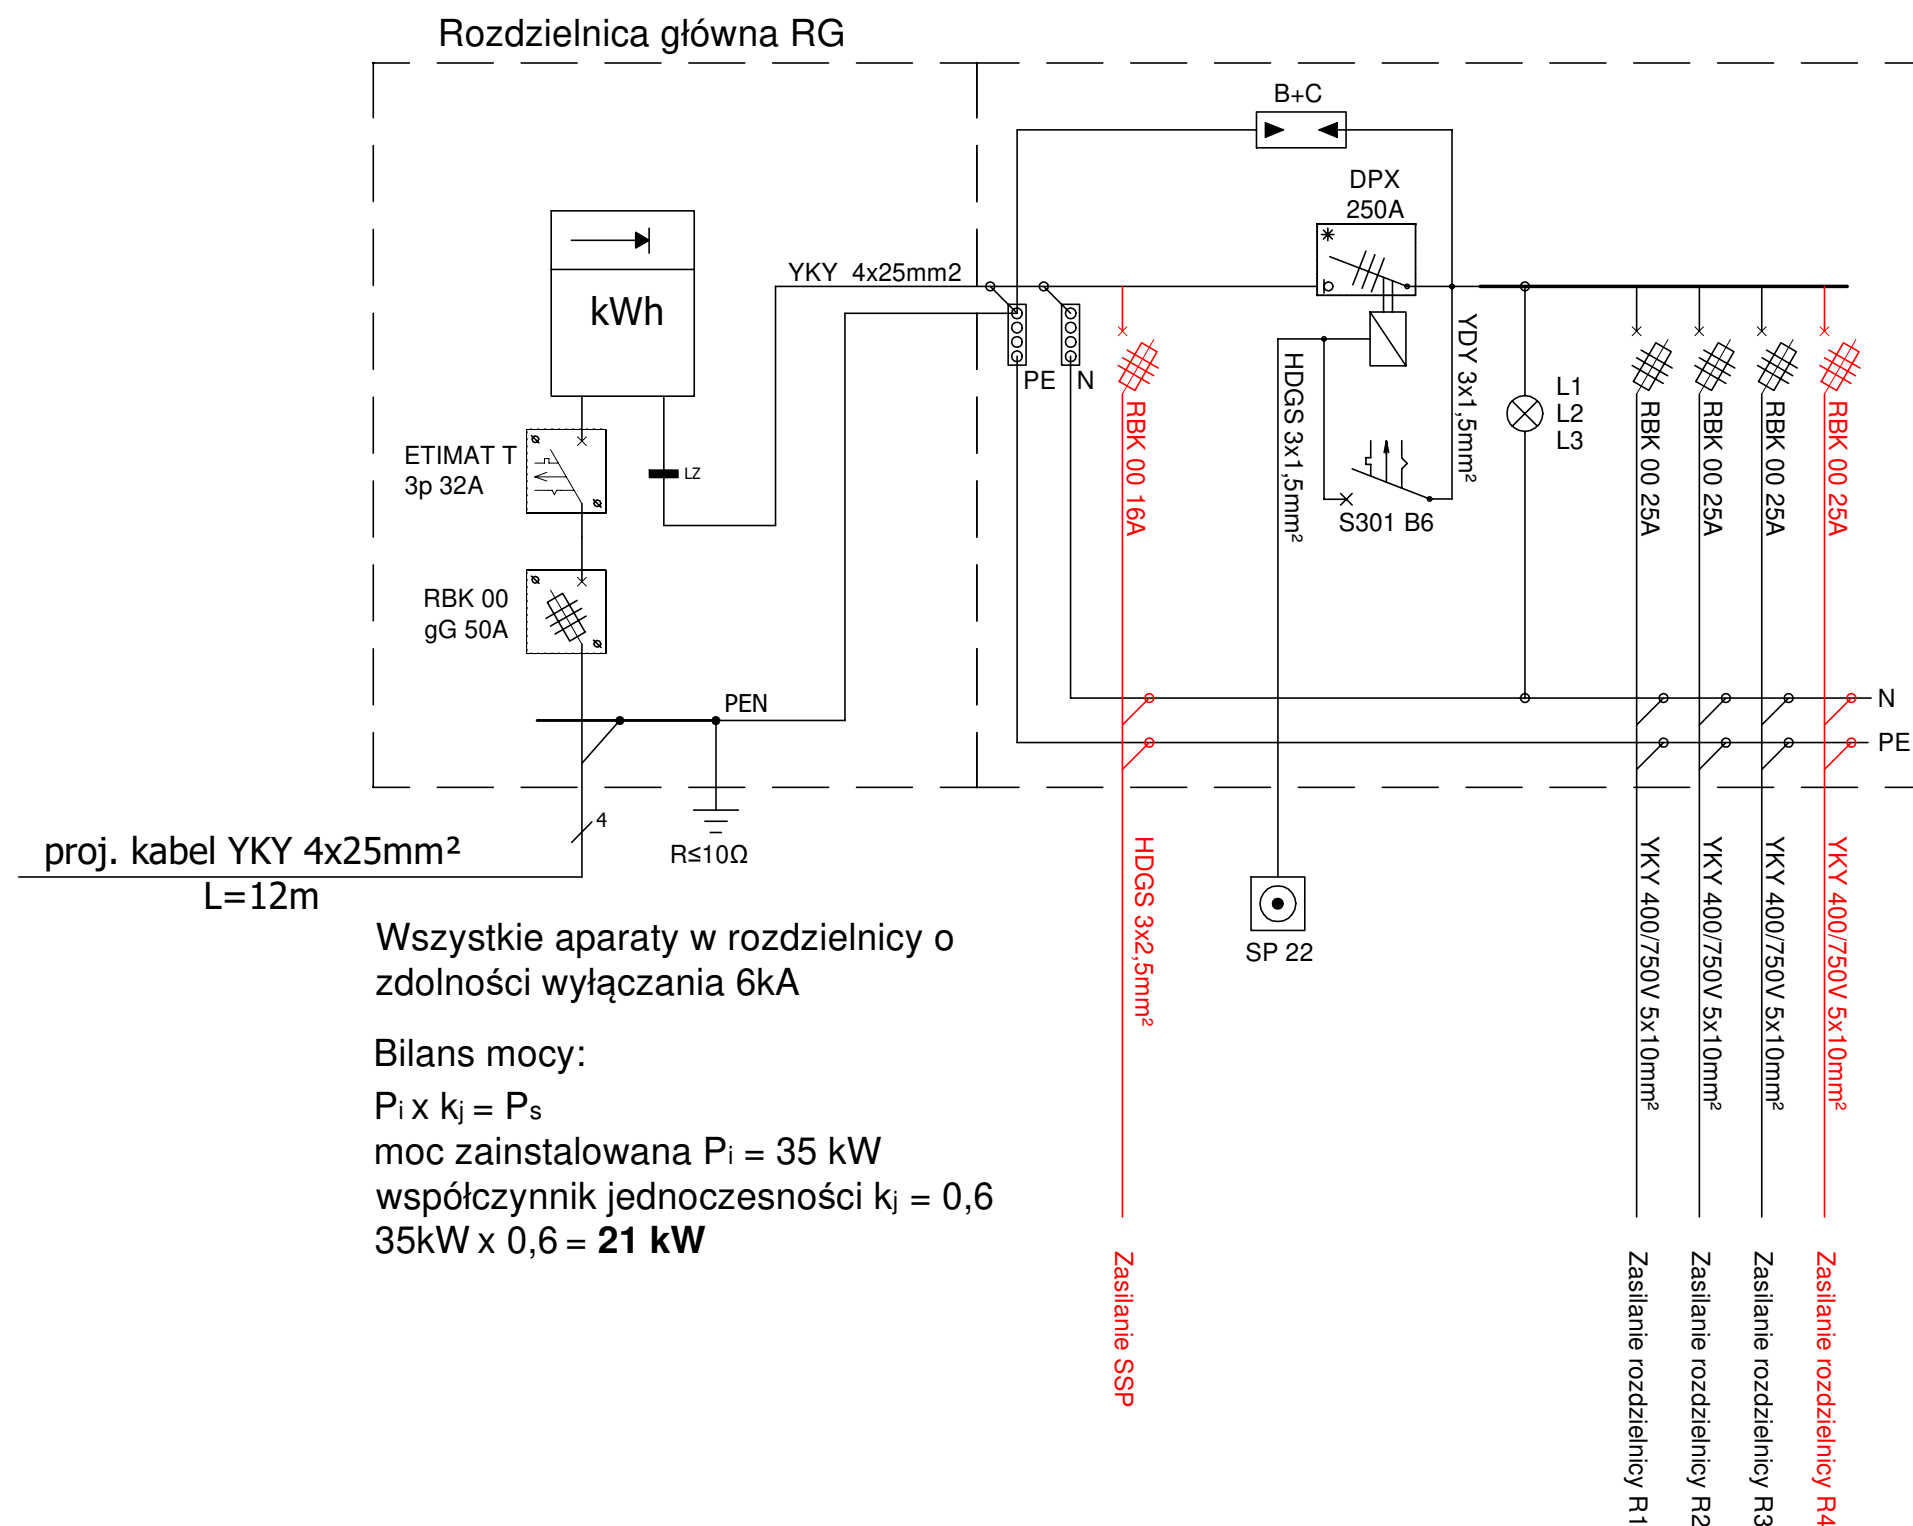 Rozdzielnica główna RG
B+C
DPX
250A
YKY 4x25mm2
kWh
ETIMAT T
3p 32A
LZ
RBK 00
gG 50A
PEN
PE
N
RBK 00 16A
HDGS 3x1,5mm²
YDY 3x1,5mm²
S301 B6
L1
L2
L3
RBK 00 25A
RBK 00 25A
RBK 00 25A
RBK 00 25A
N
PE
4
R≤10Ω
proj. kabel YKY 4x25mm²
L=12m
HDGS 3x2,5mm²
SP 22
YKY 400/750V 5x10mm²
YKY 400/750V 5x10mm²
YKY 400/750V 5x10mm²
YKY 400/750V 5x10mm²
Wszystkie aparaty w rozdzielnicy o
zdolności wyłączania 6kA
Bilans mocy:
Pi x kj = Ps
moc zainstalowana Pi = 35 kW
współczynnik jednoczesności kj = 0,6
35kW x 0,6 = 21 kW
Zasilanie SSP
Zasilanie rozdzielnicy R1
Zasilanie rozdzielnicy R2
Zasilanie rozdzielnicy R3
Zasilanie rozdzielnicy R4